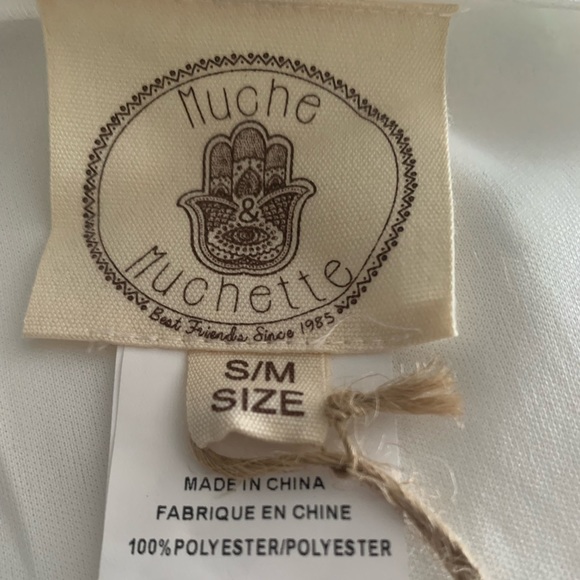 Muche
&
Muchette
Best Friends Since 1985
S/M
SIZE
MADE IN CHINA
FABRIQUE EN CHINE
100%POLYESTER/POLYESTER